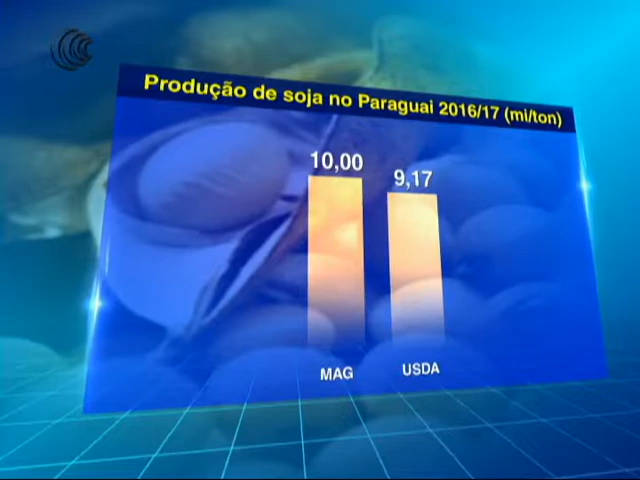 Produção de soja no Paraguai 2016/17 (mi/ton)
10,00
9,17
MAG
USDA